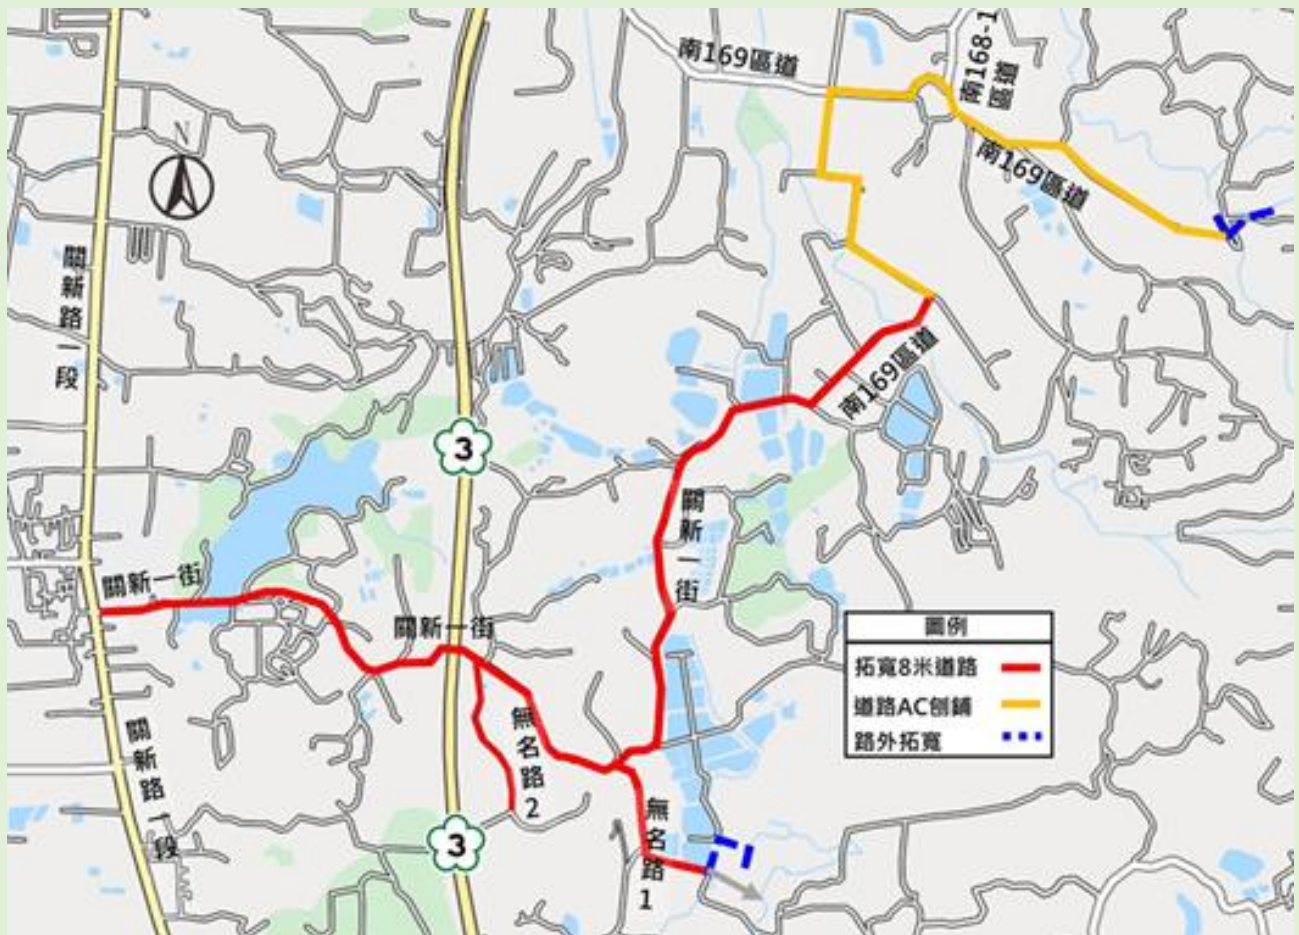 南169區道
南168-1
區道
N
南169區道
關新路一段
南169區道
3
關新一街
關新一街
關新一街
圖例
拓寬8米道路
道路AC刨鋪
路外拓寬
無名路2
關新路一段
無名路1
3